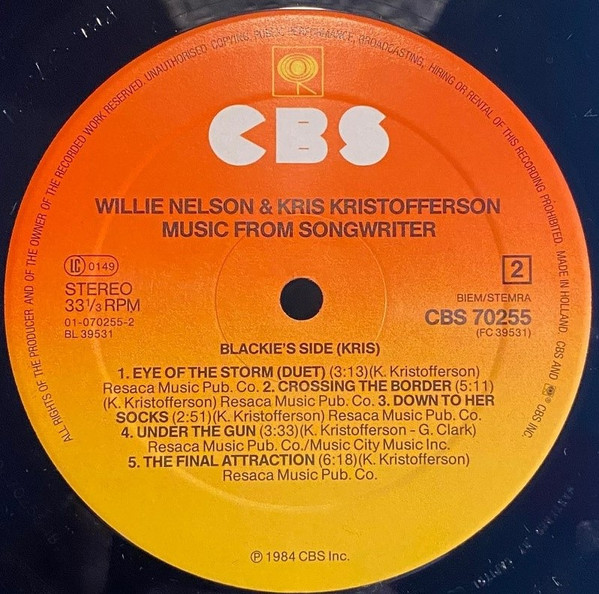 ALL RIGHTS OF THE PRODUCER AND OF THE OWNER OF THE RECORDED WORK RESERVED. UNAUTHORISED COPYING, PUBLIC PERFORMANCE, BROADCASTING, HIRING OR RENTAL OF THIS RECORD PROHIBITED. MADE IN HOLLAND. CBS AND ® CBS INC.
CBS
WILLIE NELSON & KRIS KRISTOFFERSON
MUSIC FROM SONGWRITER
LC 0149
STEREO
33 1/3 RPM
01-070255-2
BL 39531
2
BIEM/STEMRA
CBS 70255
(FC 39531)
BLACKIE'S SIDE (KRIS)
1. EYE OF THE STORM (DUET) (3:13)(K. Kristofferson)
Resaca Music Pub. Co. 2. CROSSING THE BORDER (5:11)
(K. Kristofferson) Resaca Music Pub. Co. 3. DOWN TO HER
SOCKS (2:51)(K. Kristofferson) Resaca Music Pub. Co.
4. UNDER THE GUN (3:33)(K. Kristofferson - G. Clark)
Resaca Music Pub. Co./Music City Music Inc.
5. THE FINAL ATTRACTION (6:18)(K. Kristofferson)
Resaca Music Pub. Co.
℗ 1984 CBS Inc.